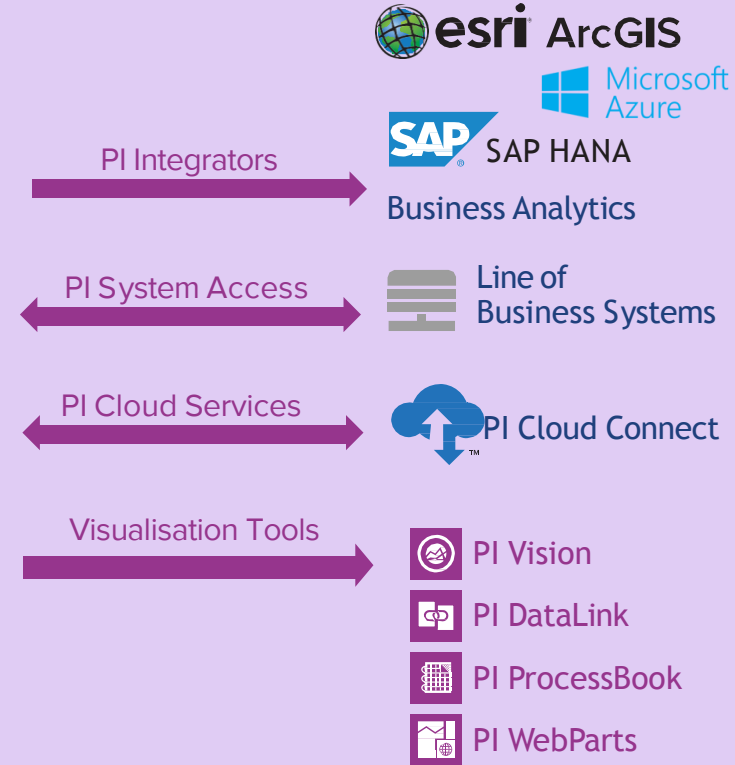 esri ArcGIS
Microsoft
Azure
SAP
®
SAP HANA
PI Integrators
Business Analytics
PI System Access
Line of
Business Systems
PI Cloud Services
PI Cloud Connect
TM
Visualisation Tools
PI Vision
PI DataLink
PI ProcessBook
PI WebParts